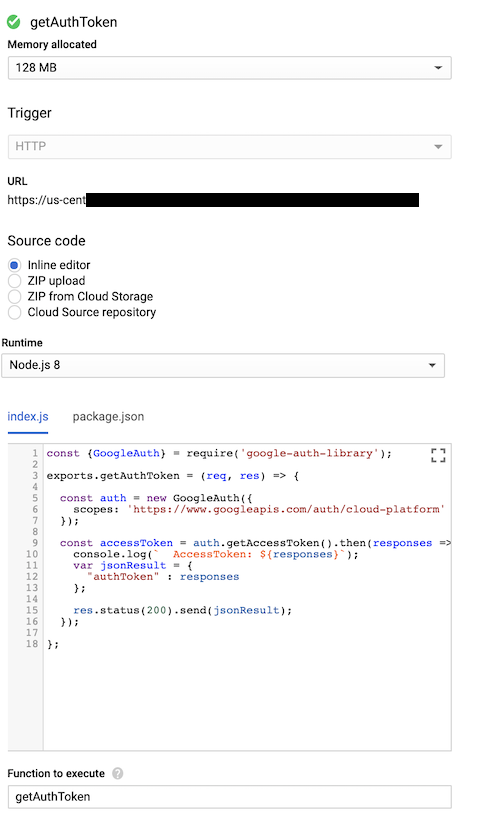 getAuthToken
Memory allocated
128 MB
Trigger
HTTP
URL
https://us-cent
Source code
Inline editor
ZIP upload
ZIP from Cloud Storage
Cloud Source repository
Runtime
Node.js 8
index.js package.json
1 const {GoogleAuth} = require('google-auth-library');
2
3 exports.getAuthToken = (req, res) => {
4
5   const auth = new GoogleAuth({
6     scopes: 'https://www.googleapis.com/auth/cloud-platform'
7   });
8
9   const accessToken = auth.getAccessToken().then(responses =>
10     console.log(`  AccessToken: ${responses}`);
11     var jsonResult = {
12       "authToken" : responses
13     };
14
15     res.status(200).send(jsonResult);
16   });
17
18 };
Function to execute ?
getAuthToken